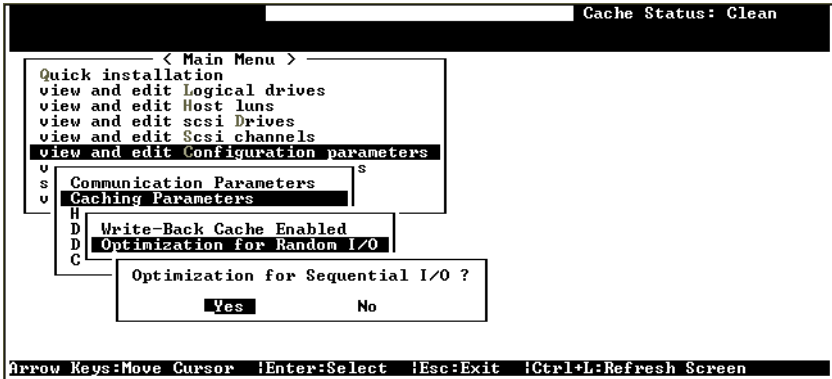 Cache Status: Clean
< Main Menu >
Quick installation
view and edit Logical drives
view and edit Host luns
view and edit scsi Drives
view and edit Scsi channels
view and edit Configuration parameters
v s
s Communication Parameters
v Caching Parameters
H
D Write-Back Cache Enabled
D Optimization for Random I/O
C
Optimization for Sequential I/O ?
Yes No
Arrow Keys:Move Cursor |Enter:Select |Esc:Exit |Ctrl+L:Refresh Screen